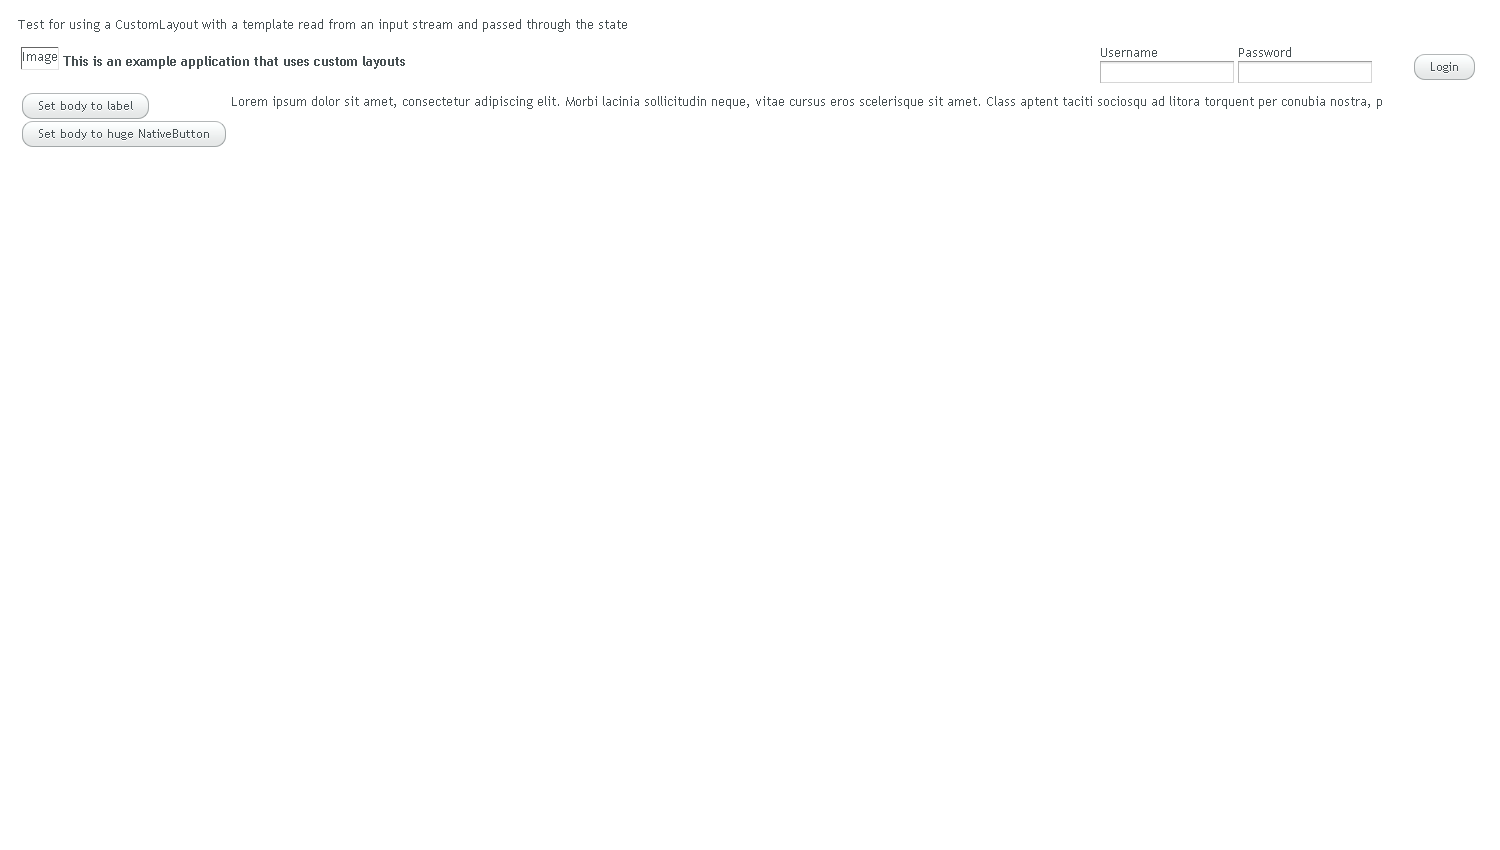 Test for using a CustomLayout with a template read from an input stream and passed through the state
Image This is an example application that uses custom layouts
Username Password
Login
Set body to label
Lorem ipsum dolor sit amet, consectetur adipiscing elit. Morbi lacinia sollicitudin neque, vitae cursus eros scelerisque sit amet. Class aptent taciti sociosqu ad litora torquent per conubia nostra, p
Set body to huge NativeButton